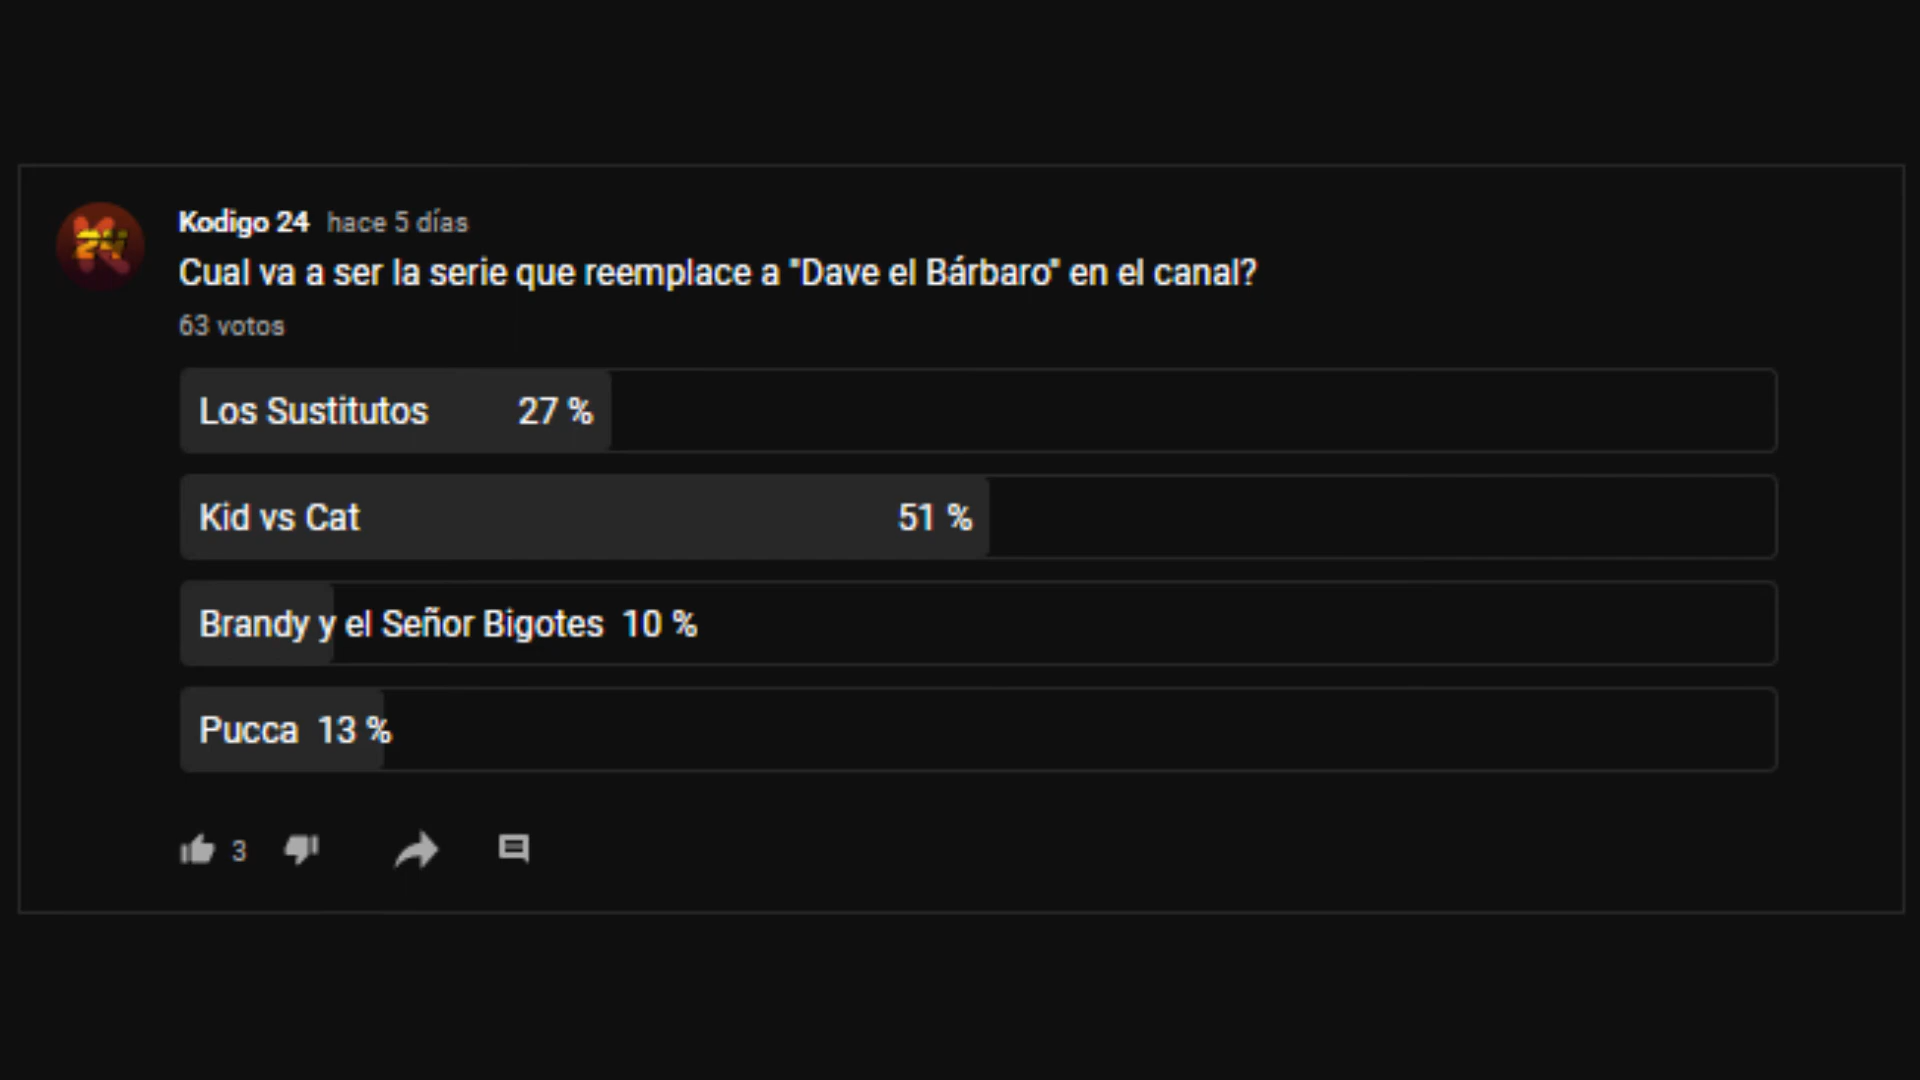 K 24
Kodigo 24 hace 5 días
Cual va a ser la serie que reemplace a "Dave el Bárbaro" en el canal?
63 votos
Los Sustitutos 27 %
Kid vs Cat 51 %
Brandy y el Señor Bigotes 10 %
Pucca 13 %
3